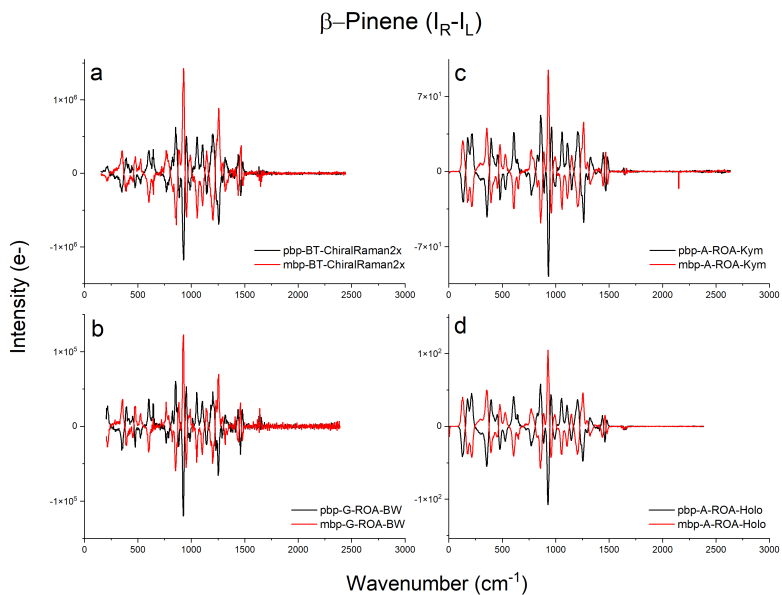 β–Pinene (I_R-I_L)
Intensity (e-)
a
1×10⁶
0
-1×10⁶
pbp-BT-ChiralRaman2x
mbp-BT-ChiralRaman2x
0 500 1000 1500 2000 2500 3000
c
7×10¹
0
-7×10¹
pbp-A-ROA-Kym
mbp-A-ROA-Kym
0 500 1000 1500 2000 2500 3000
b
1×10⁵
0
-1×10⁵
pbp-G-ROA-BW
mbp-G-ROA-BW
0 500 1000 1500 2000 2500 3000
d
1×10²
0
-1×10²
pbp-A-ROA-Holo
mbp-A-ROA-Holo
0 500 1000 1500 2000 2500 3000
Wavenumber (cm⁻¹)